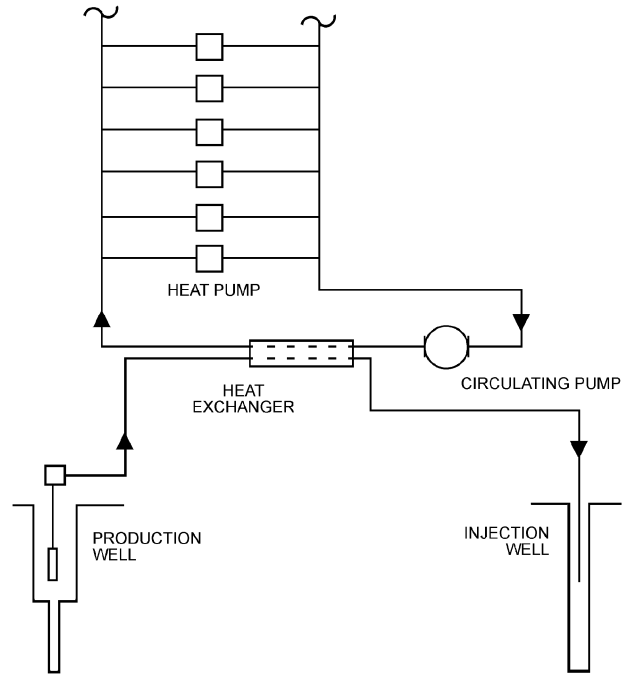 HEAT PUMP
HEAT
EXCHANGER
CIRCULATING PUMP
PRODUCTION
WELL
INJECTION
WELL